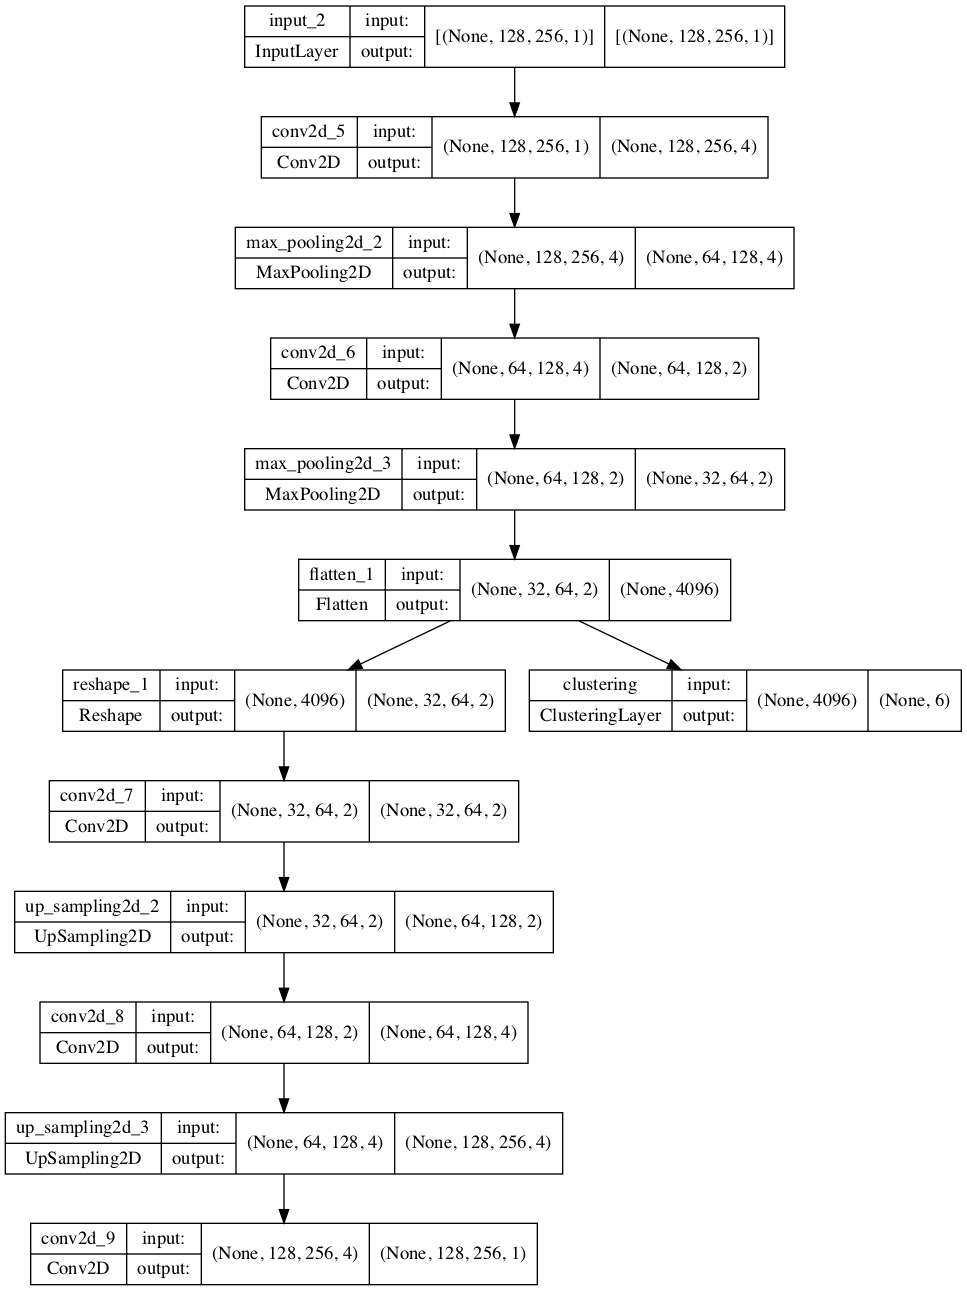 input_2 input: [(None, 128, 256, 1)] [(None, 128, 256, 1)]
InputLayer output:
conv2d_5 input: (None, 128, 256, 1) (None, 128, 256, 4)
Conv2D output:
max_pooling2d_2 input: (None, 128, 256, 4) (None, 64, 128, 4)
MaxPooling2D output:
conv2d_6 input: (None, 64, 128, 4) (None, 64, 128, 2)
Conv2D output:
max_pooling2d_3 input: (None, 64, 128, 2) (None, 32, 64, 2)
MaxPooling2D output:
flatten_1 input: (None, 32, 64, 2) (None, 4096)
Flatten output:
reshape_1 input: (None, 4096) (None, 32, 64, 2)
Reshape output:
clustering input: (None, 4096) (None, 6)
ClusteringLayer output:
conv2d_7 input: (None, 32, 64, 2) (None, 32, 64, 2)
Conv2D output:
up_sampling2d_2 input: (None, 32, 64, 2) (None, 64, 128, 2)
UpSampling2D output:
conv2d_8 input: (None, 64, 128, 2) (None, 64, 128, 4)
Conv2D output:
up_sampling2d_3 input: (None, 64, 128, 4) (None, 128, 256, 4)
UpSampling2D output:
conv2d_9 input: (None, 128, 256, 4) (None, 128, 256, 1)
Conv2D output: